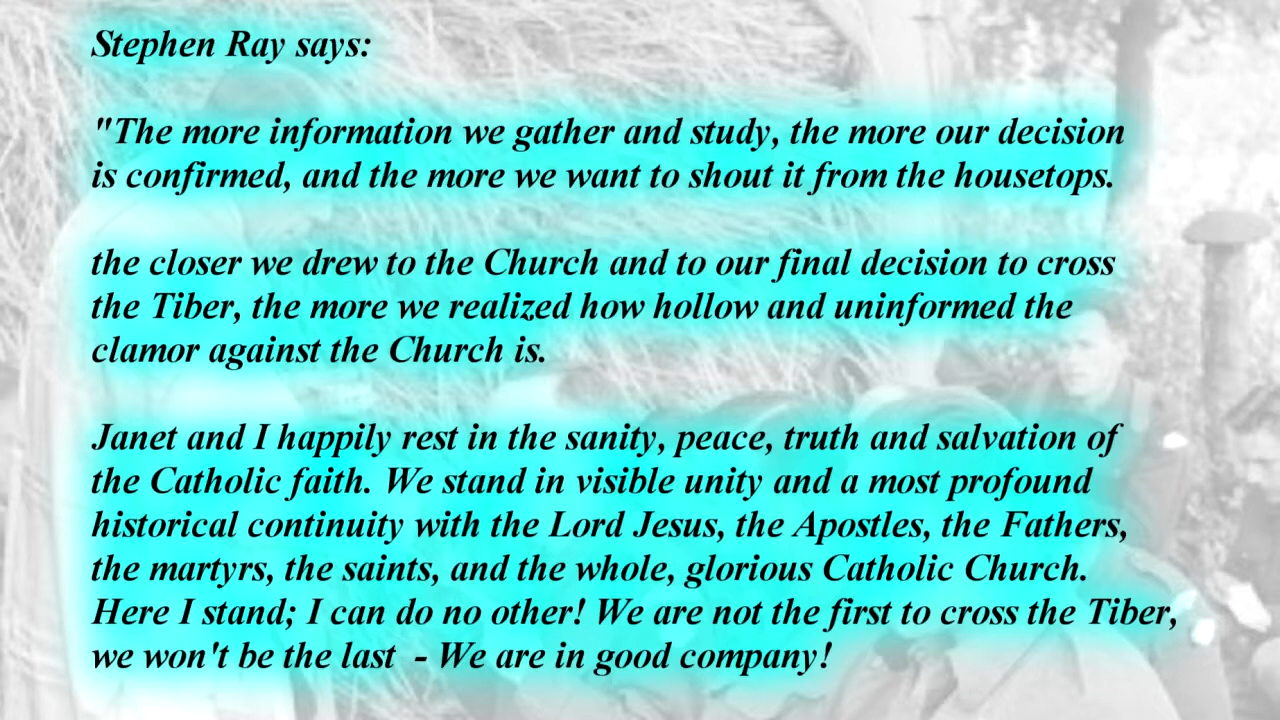 Stephen Ray says:
"The more information we gather and study, the more our decision
is confirmed, and the more we want to shout it from the housetops.
the closer we drew to the Church and to our final decision to cross
the Tiber, the more we realized how hollow and uninformed the
clamor against the Church is.
Janet and I happily rest in the sanity, peace, truth and salvation of
the Catholic faith. We stand in visible unity and a most profound
historical continuity with the Lord Jesus, the Apostles, the Fathers,
the martyrs, the saints, and the whole, glorious Catholic Church.
Here I stand; I can do no other! We are not the first to cross the Tiber,
we won't be the last  - We are in good company!